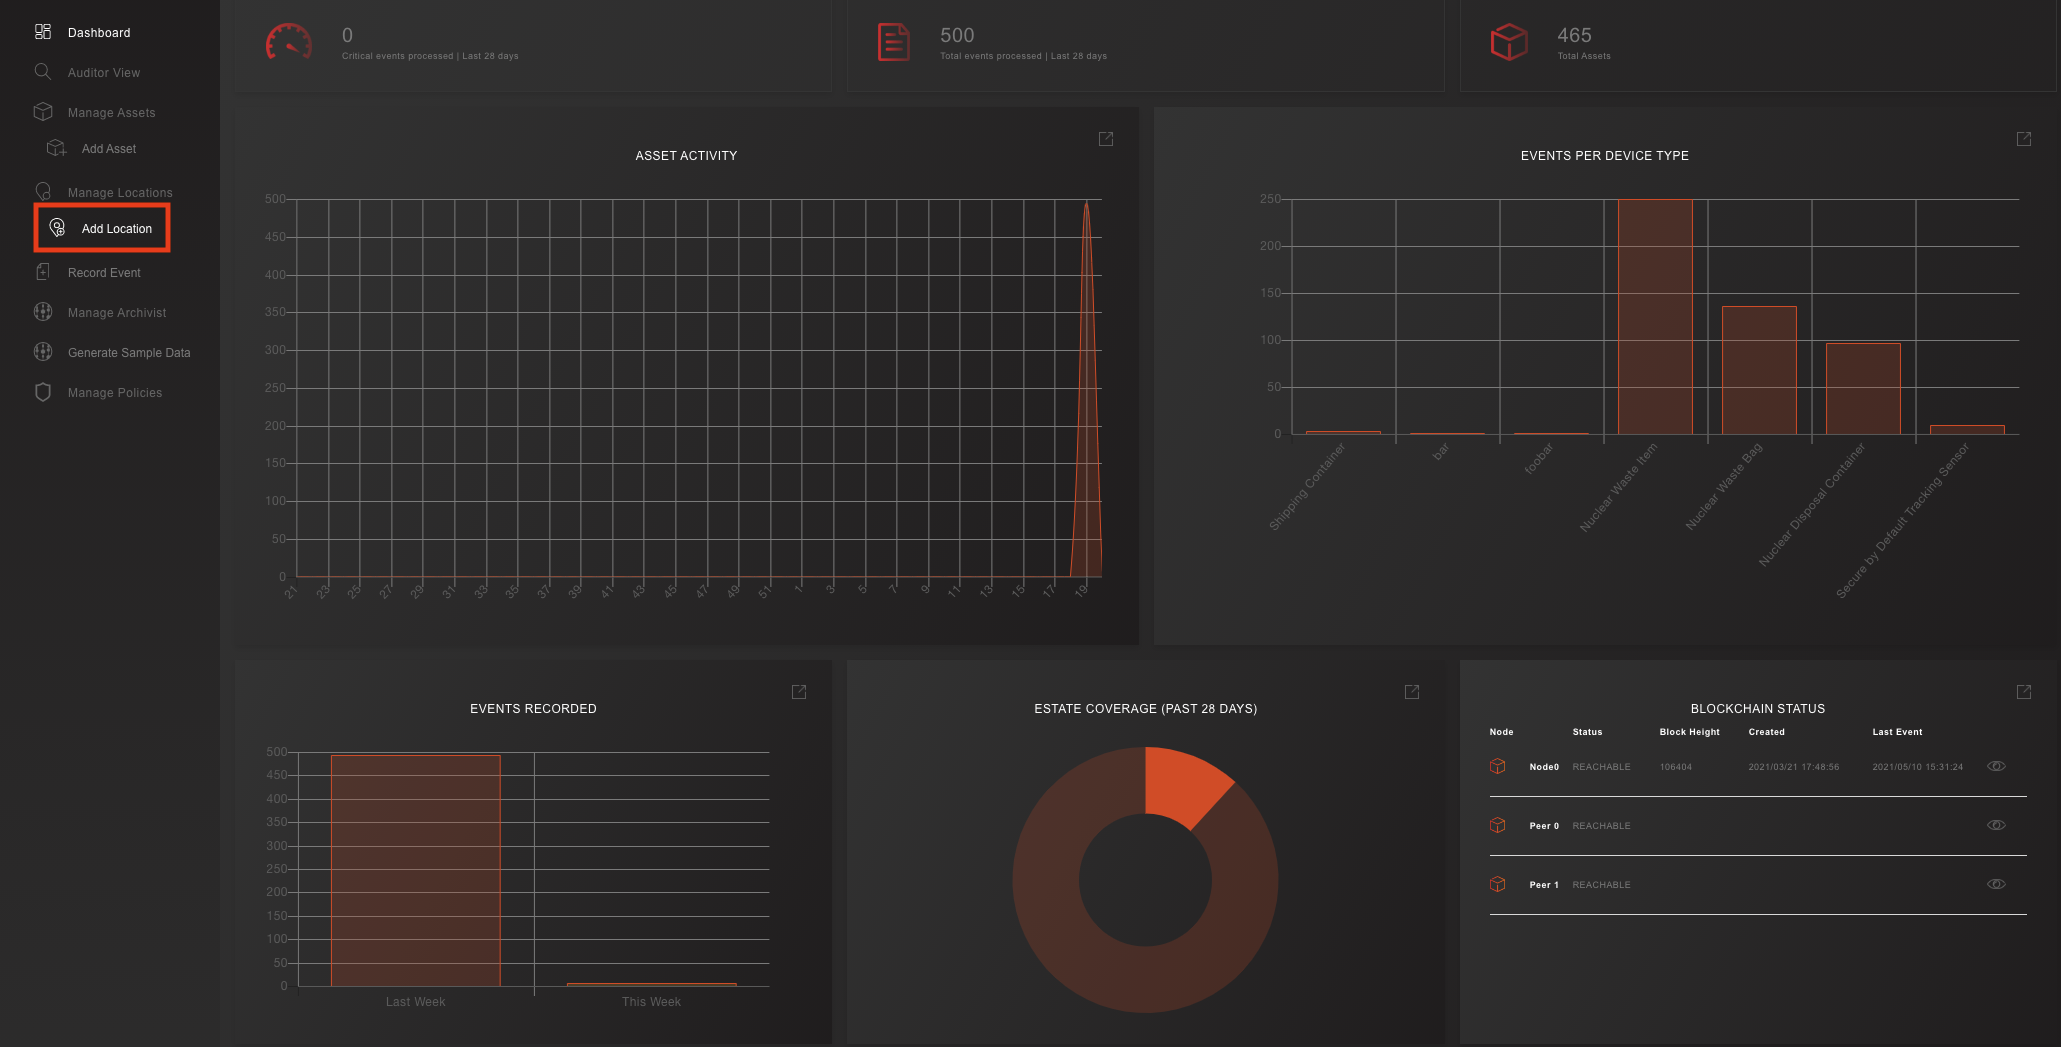 Dashboard
Auditor View
Manage Assets
Add Asset
Manage Locations
Add Location
Record Event
Manage Archivist
Generate Sample Data
Manage Policies
0
Critical events processed | Last 28 days
500
Total events processed | Last 28 days
465
Total Assets
ASSET ACTIVITY
500
450
400
350
300
250
200
150
100
50
0
21 23 25 27 29 31 33 35 37 39 41 43 45 47 49 51 1 3 5 7 9 11 13 15 17 19
EVENTS PER DEVICE TYPE
250
200
150
100
50
0
Shipping Container
bar
foobar
Nuclear Waste Item
Nuclear Waste Bag
Nuclear Disposal Container
Secure by Default Tracking Sensor
EVENTS RECORDED
500
450
400
350
300
250
200
150
100
50
0
Last Week This Week
ESTATE COVERAGE (PAST 28 DAYS)
BLOCKCHAIN STATUS
Node Status Block Height Created Last Event
Node0 REACHABLE 106404 2021/03/21 17:48:56 2021/05/10 15:31:24
Peer 0 REACHABLE
Peer 1 REACHABLE